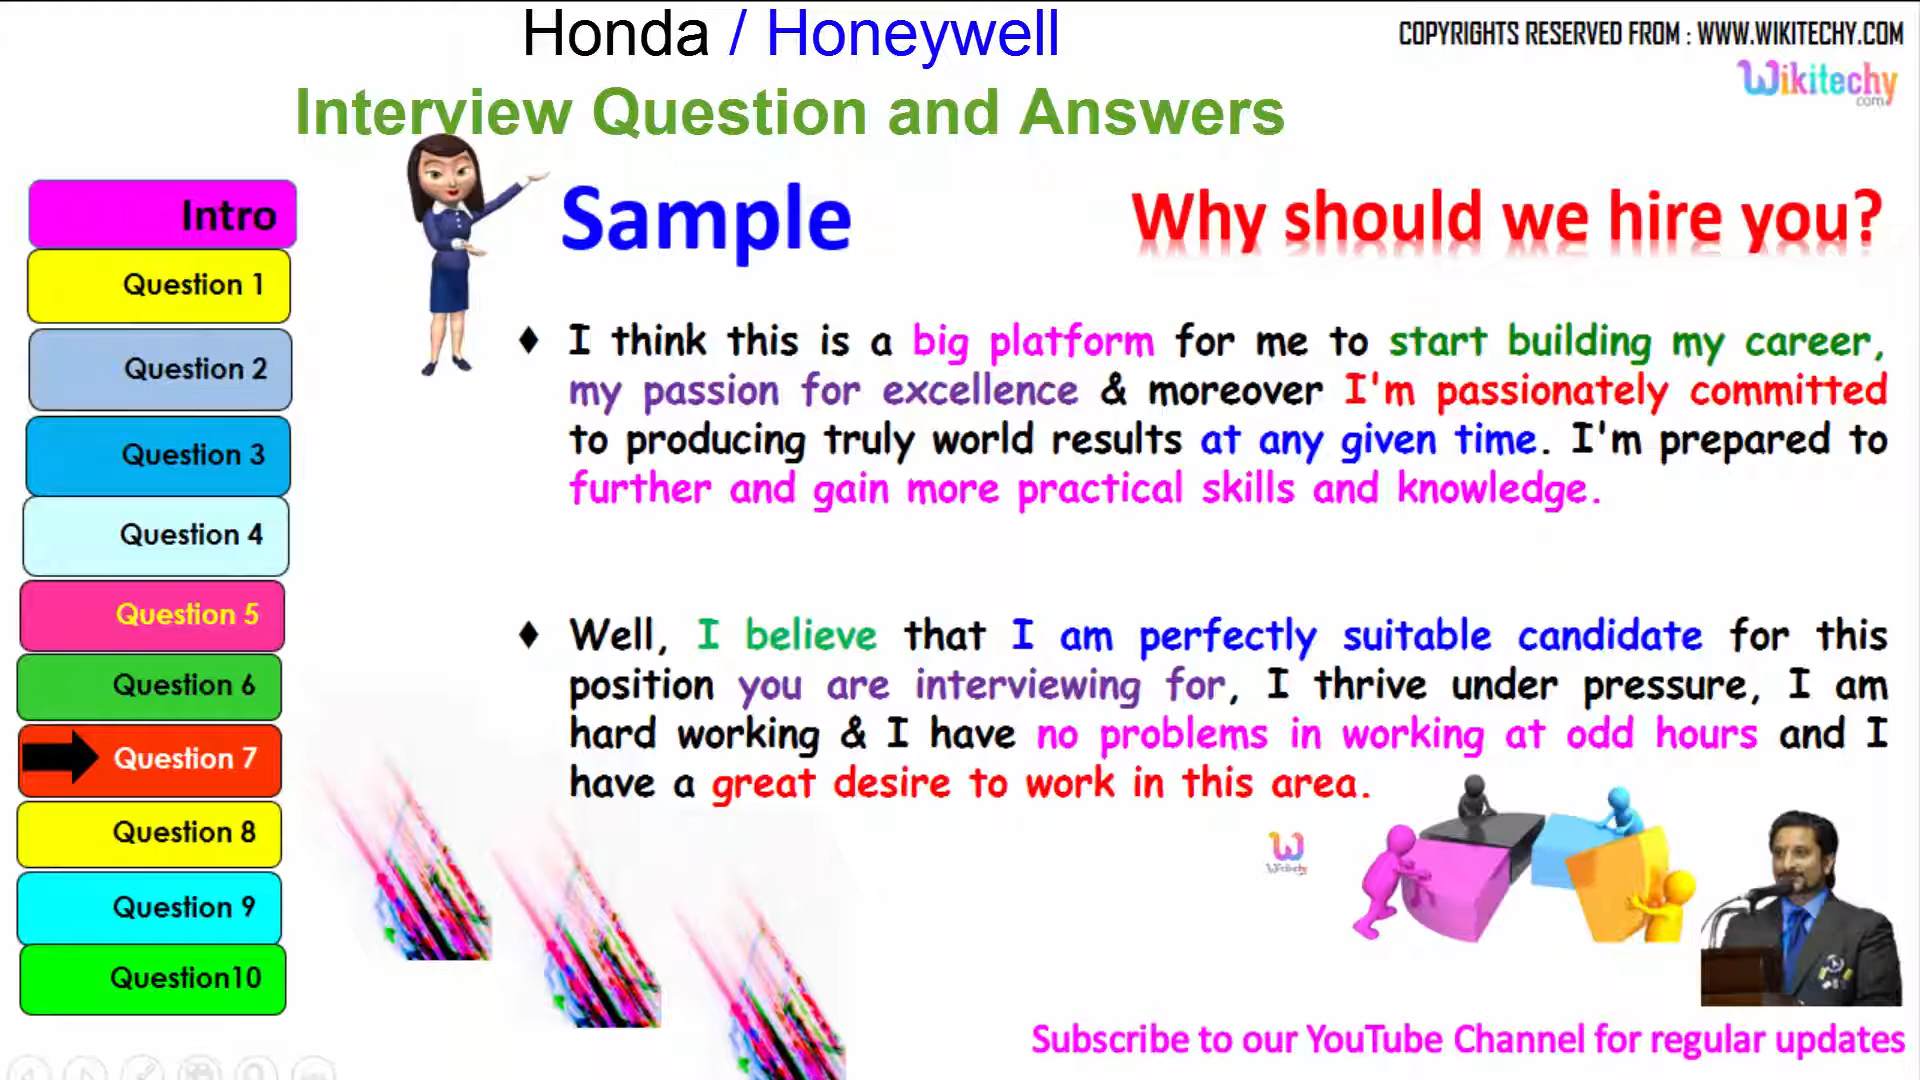 Honda / Honeywell
COPYRIGHTS RESERVED FROM : WWW.WIKITECHY.COM
Wikitechy
.com
Interview Question and Answers
Intro
Question 1
Question 2
Question 3
Question 4
Question 5
Question 6
Question 7
Question 8
Question 9
Question10
Sample
Why should we hire you?
♦ I think this is a big platform for me to start building my career,
my passion for excellence & moreover I'm passionately committed
to producing truly world results at any given time. I'm prepared to
further and gain more practical skills and knowledge.
♦ Well, I believe that I am perfectly suitable candidate for this
position you are interviewing for, I thrive under pressure, I am
hard working & I have no problems in working at odd hours and I
have a great desire to work in this area.
W
Wikitechy
Subscribe to our YouTube Channel for regular updates